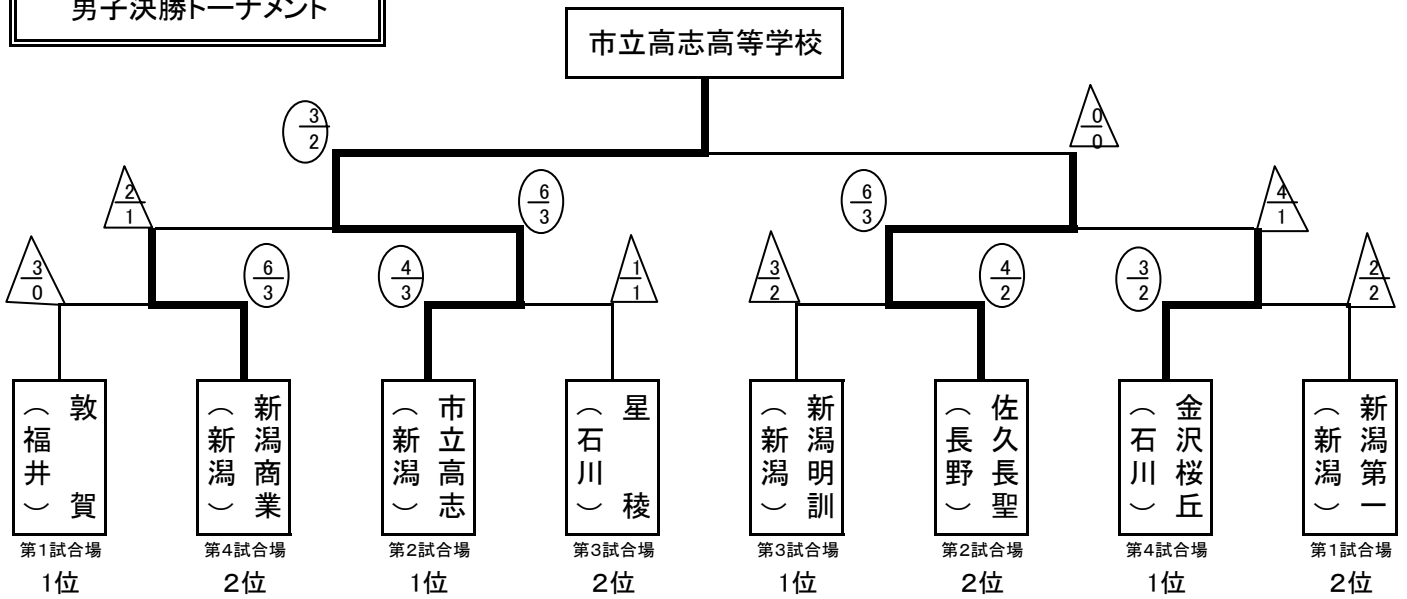 男子決勝トーナメント
市立高志高等学校
3
2
0
0
2
1
6
3
6
3
4
1
3
0
6
3
4
3
1
1
3
2
4
2
3
2
2
2
敦賀
（福井）
新潟商業
（新潟）
市立高志
（新潟）
星稜
（石川）
新潟明訓
（新潟）
佐久長聖
（長野）
金沢桜丘
（石川）
新潟第一
（新潟）
第1試合場 第4試合場 第2試合場 第3試合場 第3試合場 第2試合場 第4試合場 第1試合場
1位 2位 1位 2位 1位 2位 1位 2位